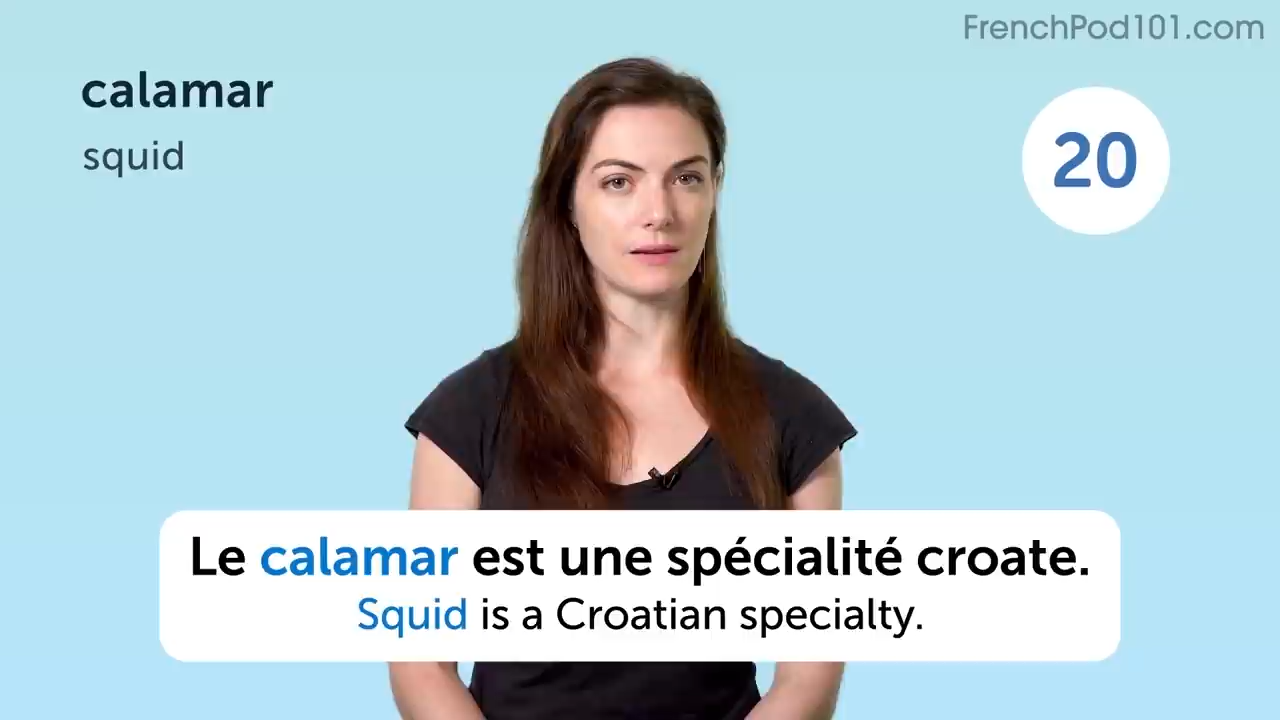 FrenchPod101.com
calamar
squid
20
Le calamar est une spécialité croate.
Squid is a Croatian specialty.